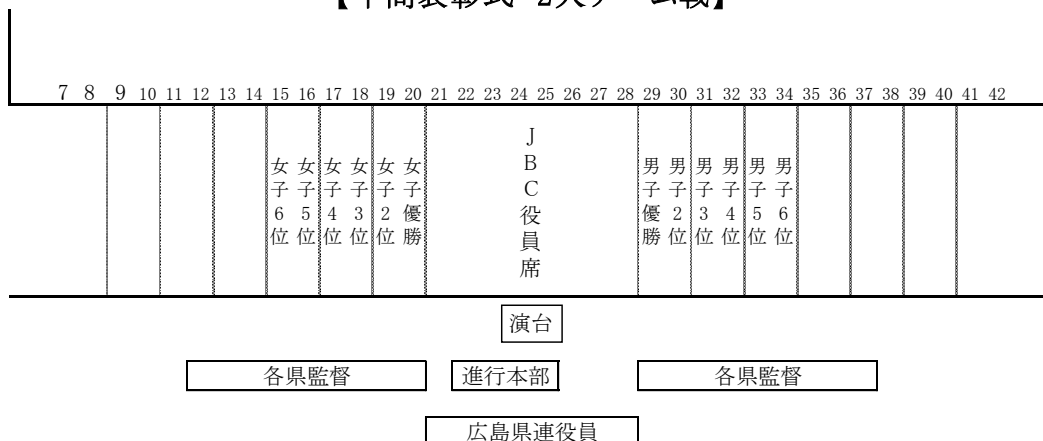 【中間表彰式 2人チーム戦】
7 8 9 10 11 12 13 14 15 16 17 18 19 20 21 22 23 24 25 26 27 28 29 30 31 32 33 34 35 36 37 38 39 40 41 42
女子6位
女子5位
女子4位
女子3位
女子2位
女子優勝
JBC役員席
男子優勝
男子2位
男子3位
男子4位
男子5位
男子6位
演台
各県監督
進行本部
各県監督
広島県連役員